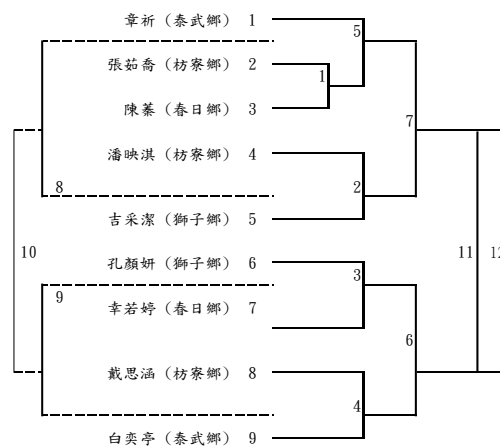 章祈（泰武鄉） 1
5
張茹喬（枋寮鄉） 2
1
陳蓁（春日鄉） 3
7
潘映淇（枋寮鄉） 4
8
2
吉采潔（獅子鄉） 5
10
11
12
孔顏妍（獅子鄉） 6
3
9
幸若婷（春日鄉） 7
6
戴思涵（枋寮鄉） 8
4
白奕亭（泰武鄉） 9